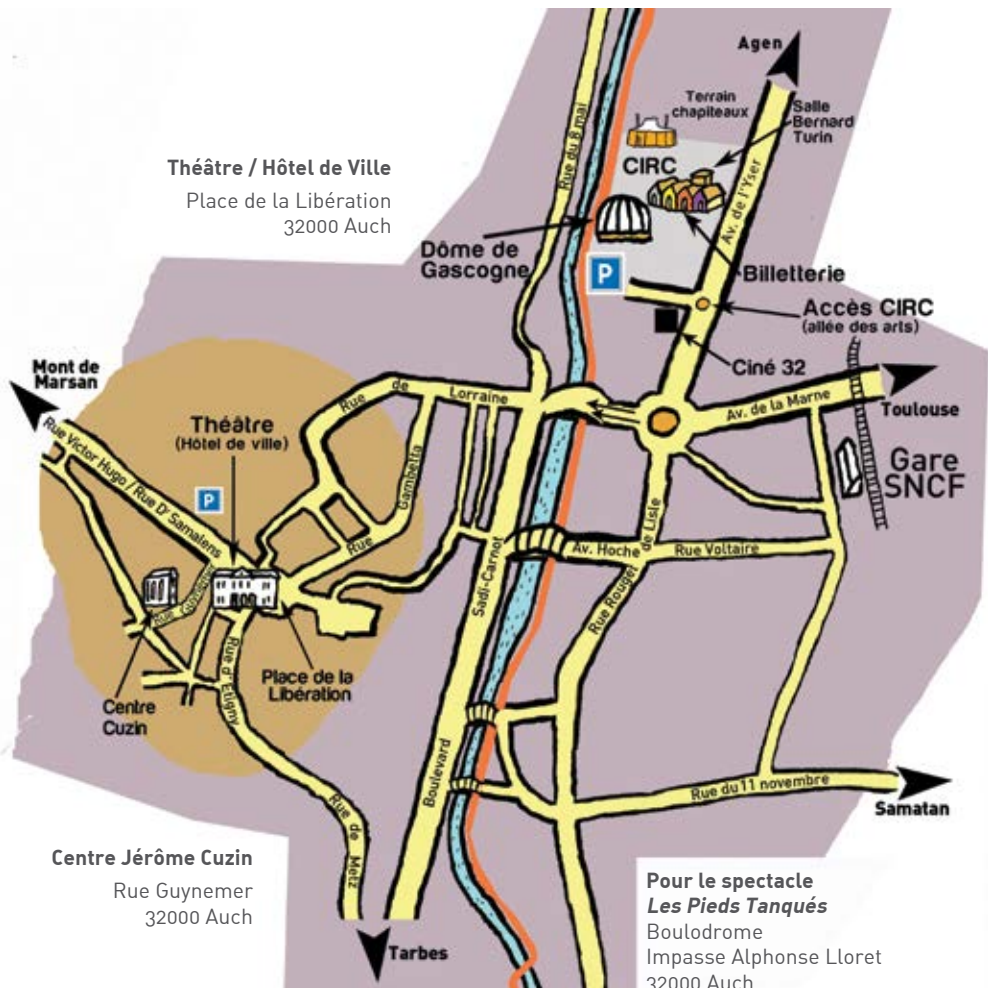 Agen
Terrain
chapiteaux
Salle
Bernard
Turin
CIRC
Rue du 8 mai
Av. de l'Yser
Théâtre / Hôtel de Ville
Place de la Libération
32000 Auch
Dôme de
Gascogne
P
Billetterie
Accès CIRC
(allée des arts)
Ciné 32
Mont de
Marsan
Rue de Lorraine
Av. de la Marne
Toulouse
Théâtre
(Hôtel de ville)
Rue Victor Hugo / Rue Dr Samalens
P
Rue Gambetta
Gare
SNCF
Sadi-Carnot
Av. Hoche
Rue Rouget de Lisle
Rue Voltaire
Rue d'Etigny
Place de la
Libération
Centre
Cuzin
Boulevard
Rue du 11 novembre
Samatan
Rue de Metz
Tarbes
Centre Jérôme Cuzin
Rue Guynemer
32000 Auch
Pour le spectacle
Les Pieds Tanqués
Boulodrome
Impasse Alphonse Lloret
32000 Auch